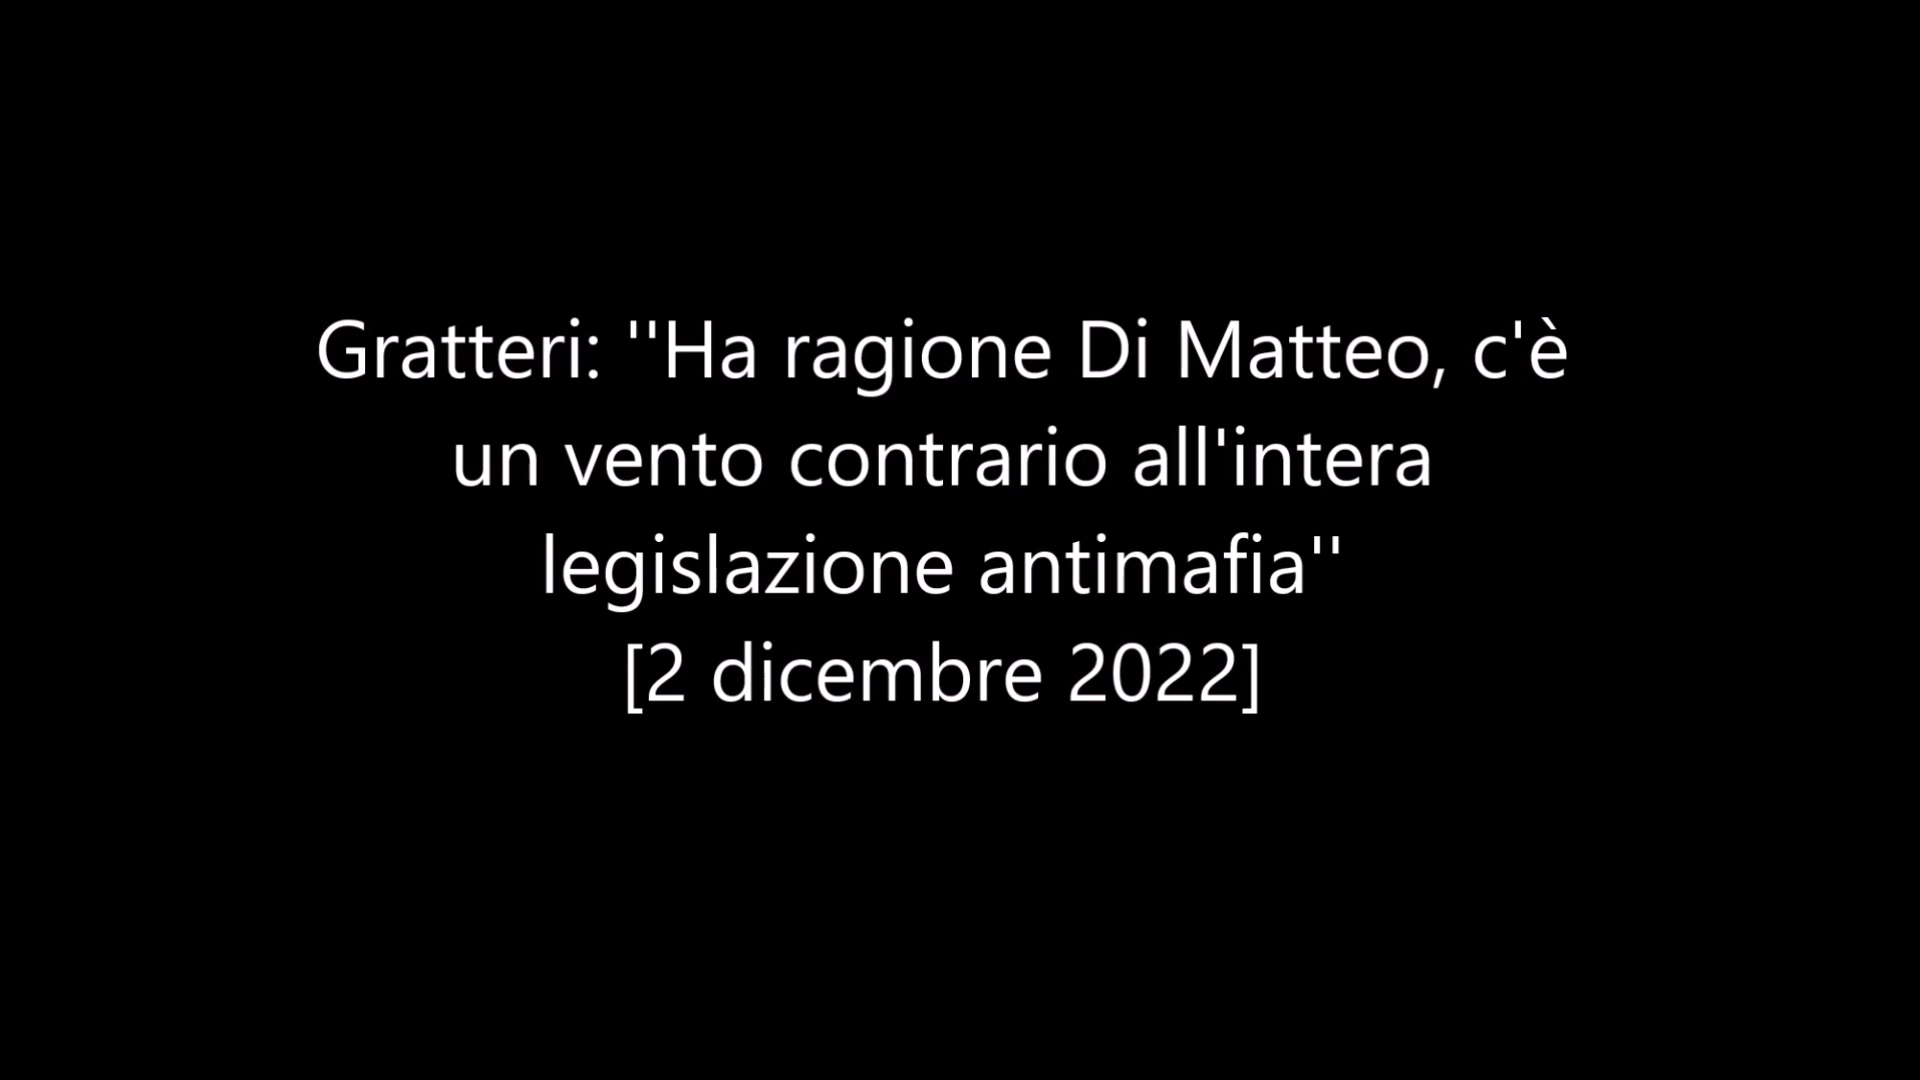 Gratteri: ''Ha ragione Di Matteo, c'è
un vento contrario all'intera
legislazione antimafia''
[2 dicembre 2022]